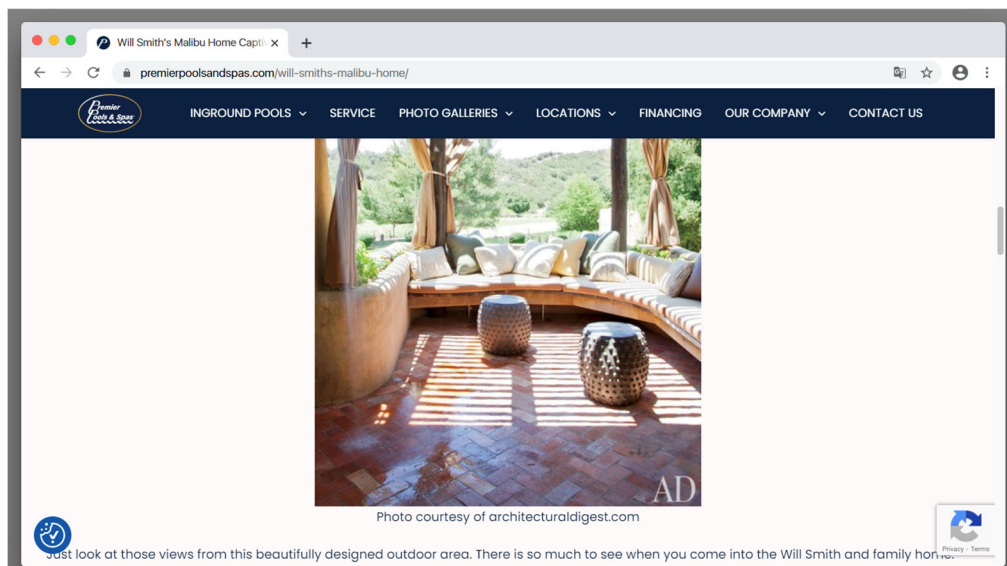 Will Smith's Malibu Home Captiv
premierpoolsandspas.com/will-smiths-malibu-home/
Premier
Pools & Spas
INGROUND POOLS
SERVICE
PHOTO GALLERIES
LOCATIONS
FINANCING
OUR COMPANY
CONTACT US
AD
Photo courtesy of architecturaldigest.com
Just look at those views from this beautifully designed outdoor area. There is so much to see when you come into the Will Smith and family home.
Privacy - Terms